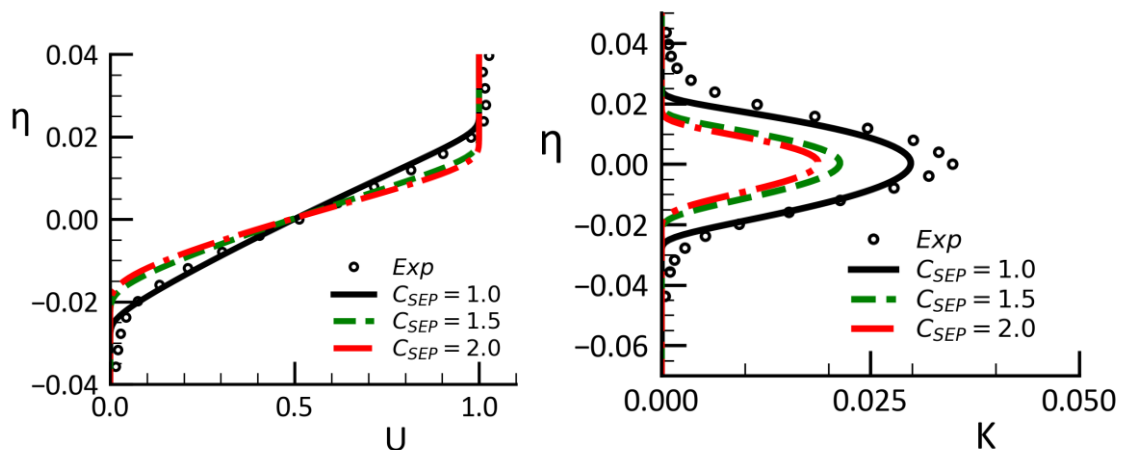 0.04
0.02
η
0.00
−0.02
−0.04
Exp
C_SEP = 1.0
C_SEP = 1.5
C_SEP = 2.0
0.0
0.5
1.0
U
0.04
0.02
η
0.00
−0.02
−0.04
−0.06
Exp
C_SEP = 1.0
C_SEP = 1.5
C_SEP = 2.0
0.000
0.025
0.050
K